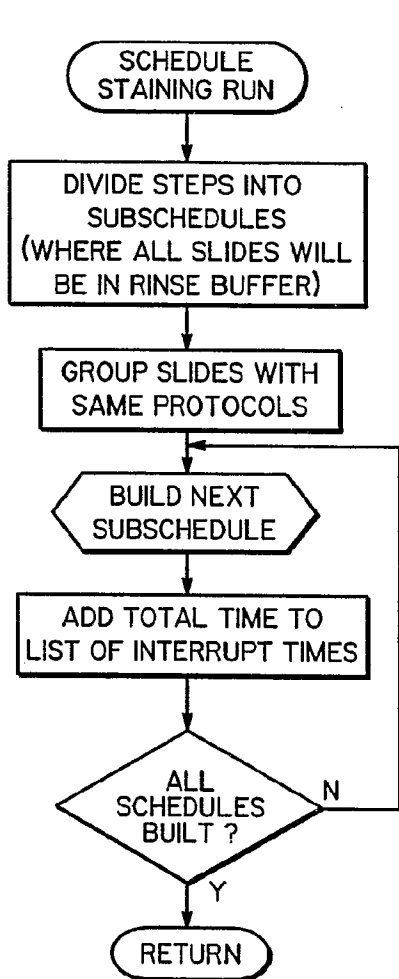 SCHEDULE
STAINING RUN
DIVIDE STEPS INTO
SUBSCHEDULES
(WHERE ALL SLIDES WILL
BE IN RINSE BUFFER)
GROUP SLIDES WITH
SAME PROTOCOLS
BUILD NEXT
SUBSCHEDULE
ADD TOTAL TIME TO
LIST OF INTERRUPT TIMES
ALL
SCHEDULES
BUILT ?
N
Y
RETURN